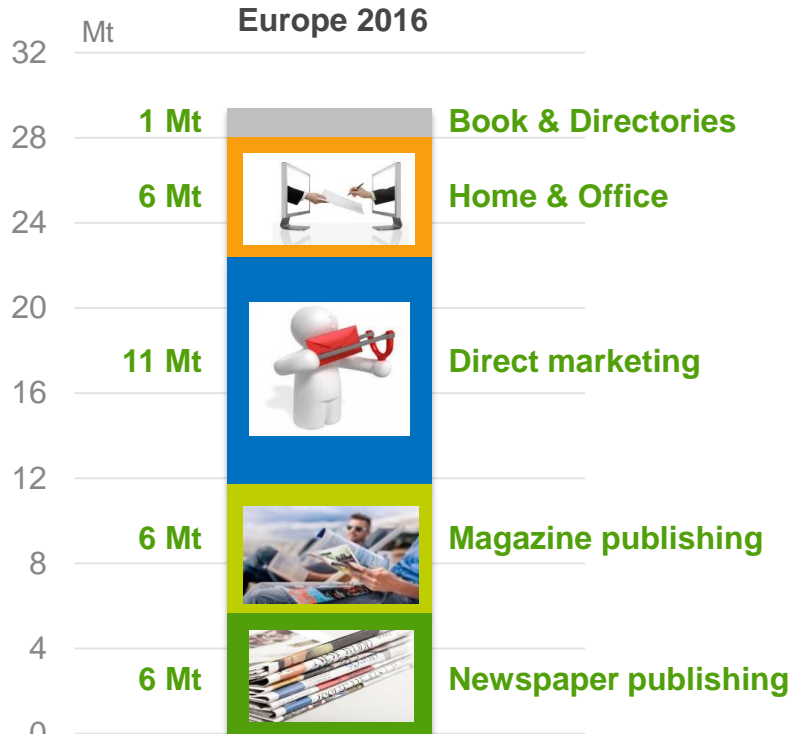 Europe 2016
Mt
32
1 Mt Book & Directories
28
6 Mt Home & Office
24
20
11 Mt Direct marketing
16
12
6 Mt Magazine publishing
8
4
6 Mt Newspaper publishing
0